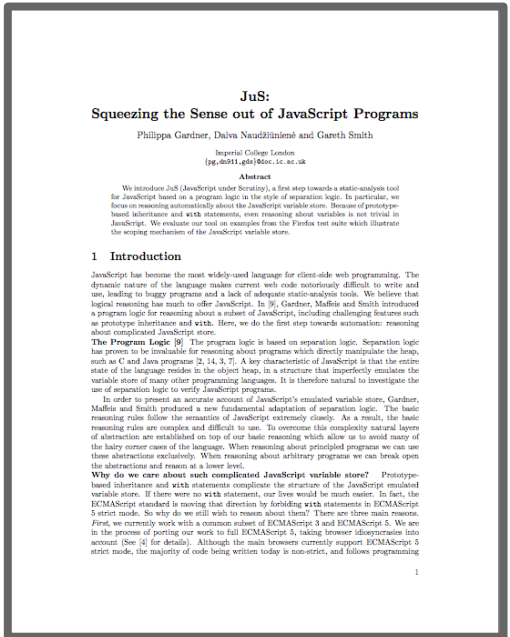 JuS:
Squeezing the Sense out of JavaScript Programs
Philippa Gardner, Daiva Naudžiūnienė and Gareth Smith
Imperial College London
{pg,dn911,gds}@doc.ic.ac.uk
Abstract
We introduce JuS (JavaScript under Scrutiny), a first step towards a static-analysis tool
for JavaScript based on a program logic in the style of separation logic. In particular, we
focus on reasoning automatically about the JavaScript variable store. Because of prototype-
based inheritance and with statements, even reasoning about variables is not trivial in
JavaScript. We evaluate our tool on examples from the Firefox test suite which illustrate
the scoping mechanism of the JavaScript variable store.
1 Introduction
JavaScript has become the most widely-used language for client-side web programming. The
dynamic nature of the language makes current web code notoriously difficult to write and
use, leading to buggy programs and a lack of adequate static-analysis tools. We believe that
logical reasoning has much to offer JavaScript. In [9], Gardner, Maffeis and Smith introduced
a program logic for reasoning about a subset of JavaScript, including challenging features such
as prototype inheritance and with. Here, we do the first step towards automation: reasoning
about complicated JavaScript store.
The Program Logic [9] The program logic is based on separation logic. Separation logic
has proven to be invaluable for reasoning about programs which directly manipulate the heap,
such as C and Java programs [2, 14, 3, 7]. A key characteristic of JavaScript is that the entire
state of the language resides in the object heap, in a structure that imperfectly emulates the
variable store of many other programming languages. It is therefore natural to investigate the
use of separation logic to verify JavaScript programs.
In order to present an accurate account of JavaScript's emulated variable store, Gardner,
Maffeis and Smith produced a new fundamental adaptation of separation logic. The basic
reasoning rules follow the semantics of JavaScript extremely closely. As a result, the basic
reasoning rules are complex and difficult to use. To overcome this complexity natural layers
of abstraction are established on top of our basic reasoning which allow us to avoid many of
the hairy corner cases of the language. When reasoning about principled programs we can use
these abstractions exclusively. When reasoning about arbitrary programs we can break open
the abstractions and reason at a lower level.
Why do we care about such complicated JavaScript variable store? Prototype-
based inheritance and with statements complicate the structure of the JavaScript emulated
variable store. If there were no with statement, our lives would be much easier. In fact, the
ECMAScript standard is moving that direction by forbiding with statements in ECMAScript
5 strict mode. So why do we still wish to reason about them? There are three main reasons.
First, we currently work with a common subset of ECMAScript 3 and ECMAScript 5. We are
in the process of porting our work to full ECMAScript 5, taking browser idiosyncrasies into
account (See [4] for details). Although the main browsers currently support ECMAScript 5
strict mode, the majority of code being written today is non-strict, and follows programming
1